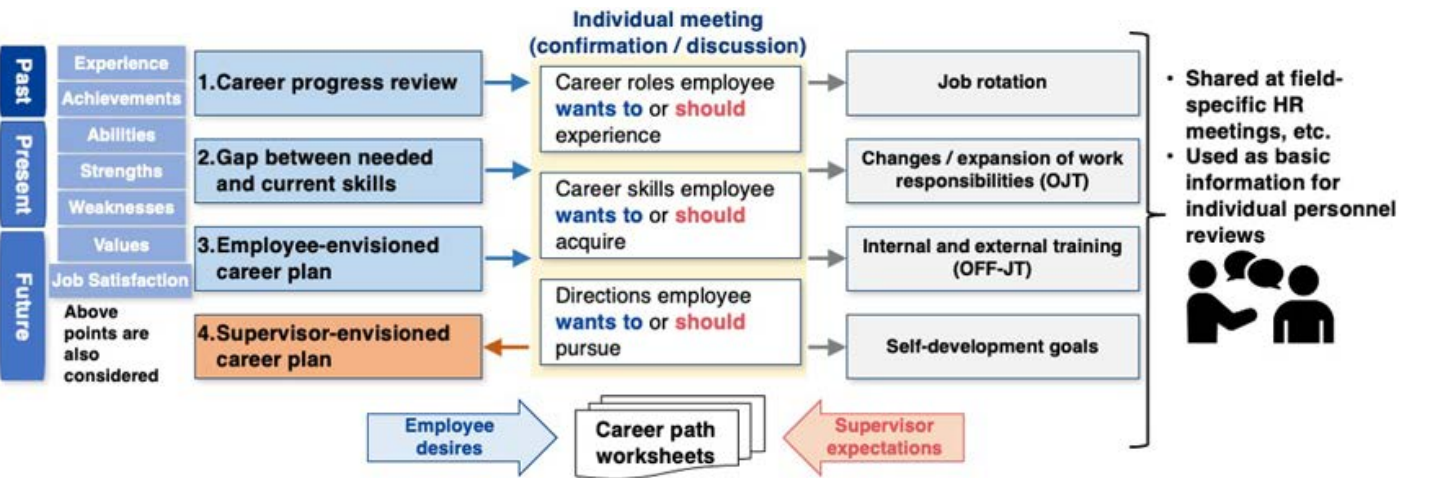 Past
Present
Future
Experience
Achievements
Abilities
Strengths
Weaknesses
Values
Job Satisfaction
Above
points are
also
considered
1.Career progress review
2.Gap between needed
and current skills
3.Employee-envisioned
career plan
4.Supervisor-envisioned
career plan
Individual meeting
(confirmation / discussion)
Career roles employee
wants to or should
experience
Career skills employee
wants to or should
acquire
Directions employee
wants to or should
pursue
Job rotation
Changes / expansion of work
responsibilities (OJT)
Internal and external training
(OFF-JT)
Self-development goals
• Shared at field-
specific HR
meetings, etc.
• Used as basic
information for
individual personnel
reviews
Employee
desires
Career path
worksheets
Supervisor
expectations